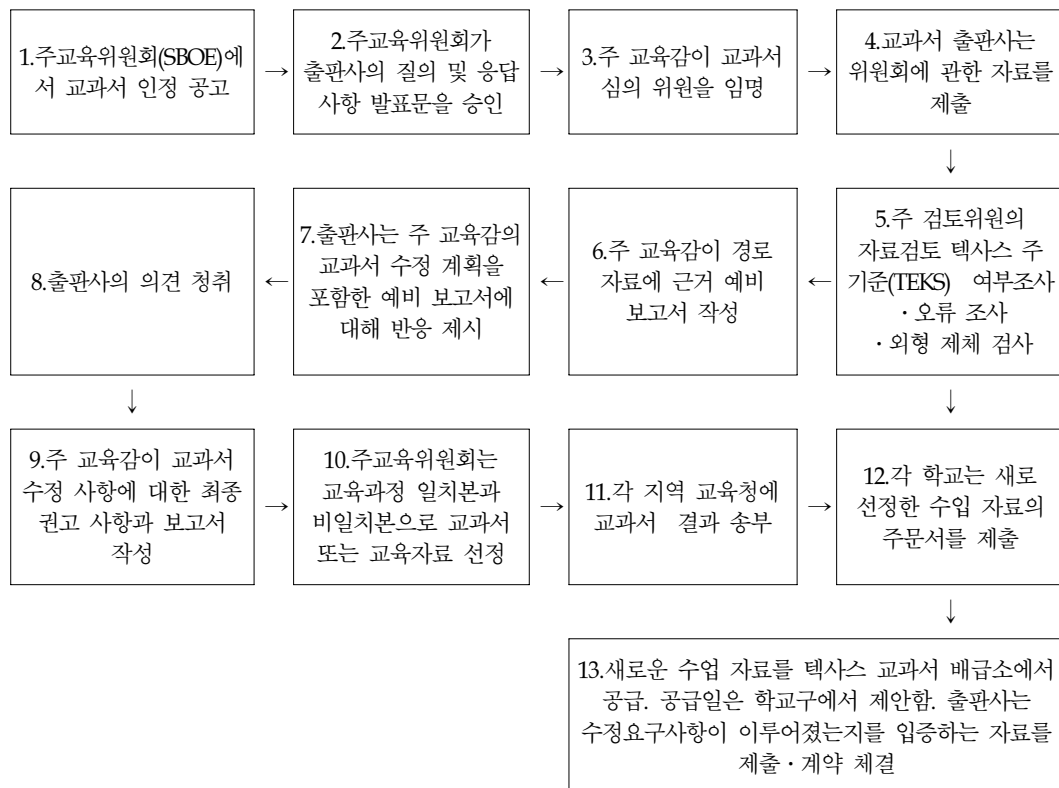 1.주교육위원회(SBOE)에
서 교과서 인정 공고
→
2.주교육위원회가
출판사의 질의 및 응답
사항 발표문을 승인
→
3.주 교육감이 교과서
심의 위원을 임명
→
4.교과서 출판사는
위원회에 관한 자료를
제출
↓
5.주 검토위원의
자료검토 텍사스 주
기준(TEKS) 여부조사
·오류 조사
·외형 제체 검사
←
6.주 교육감이 경로
자료에 근거 예비
보고서 작성
←
7.출판사는 주 교육감의
교과서 수정 계획을
포함한 예비 보고서에
대해 반응 제시
←
8.출판사의 의견 청취
↓
↓
9.주 교육감이 교과서
수정 사항에 대한 최종
권고 사항과 보고서
작성
→
10.주교육위원회는
교육과정 일치본과
비일치본으로 교과서
또는 교육자료 선정
→
11.각 지역 교육청에
교과서 결과 송부
→
12.각 학교는 새로
선정한 수입 자료의
주문서를 제출
↓
13.새로운 수업 자료를 텍사스 교과서 배급소에서
공급. 공급일은 학교구에서 제안함. 출판사는
수정요구사항이 이루어졌는지를 입증하는 자료를
제출·계약 체결